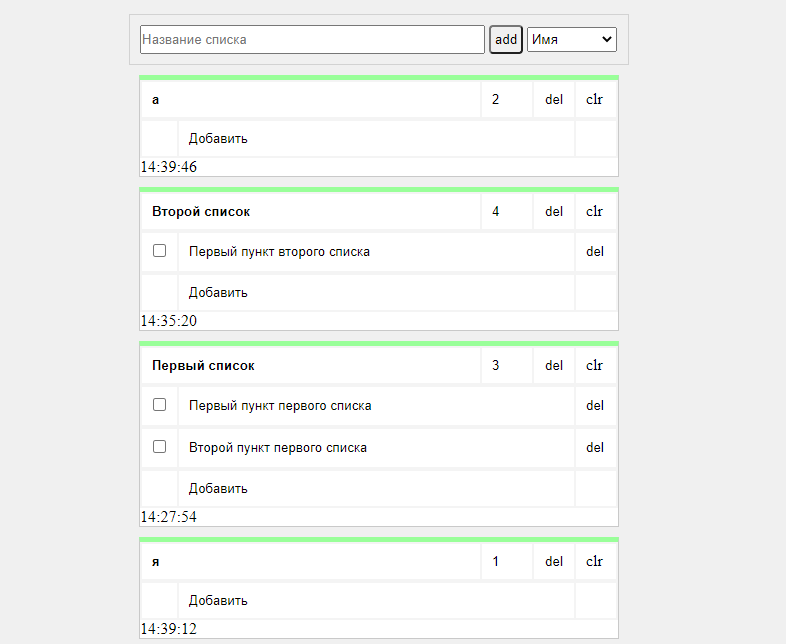 Название списка add Имя
а 2 del clr
Добавить
14:39:46
Второй список 4 del clr
Первый пункт второго списка del
Добавить
14:35:20
Первый список 3 del clr
Первый пункт первого списка del
Второй пункт первого списка del
Добавить
14:27:54
я 1 del clr
Добавить
14:39:12